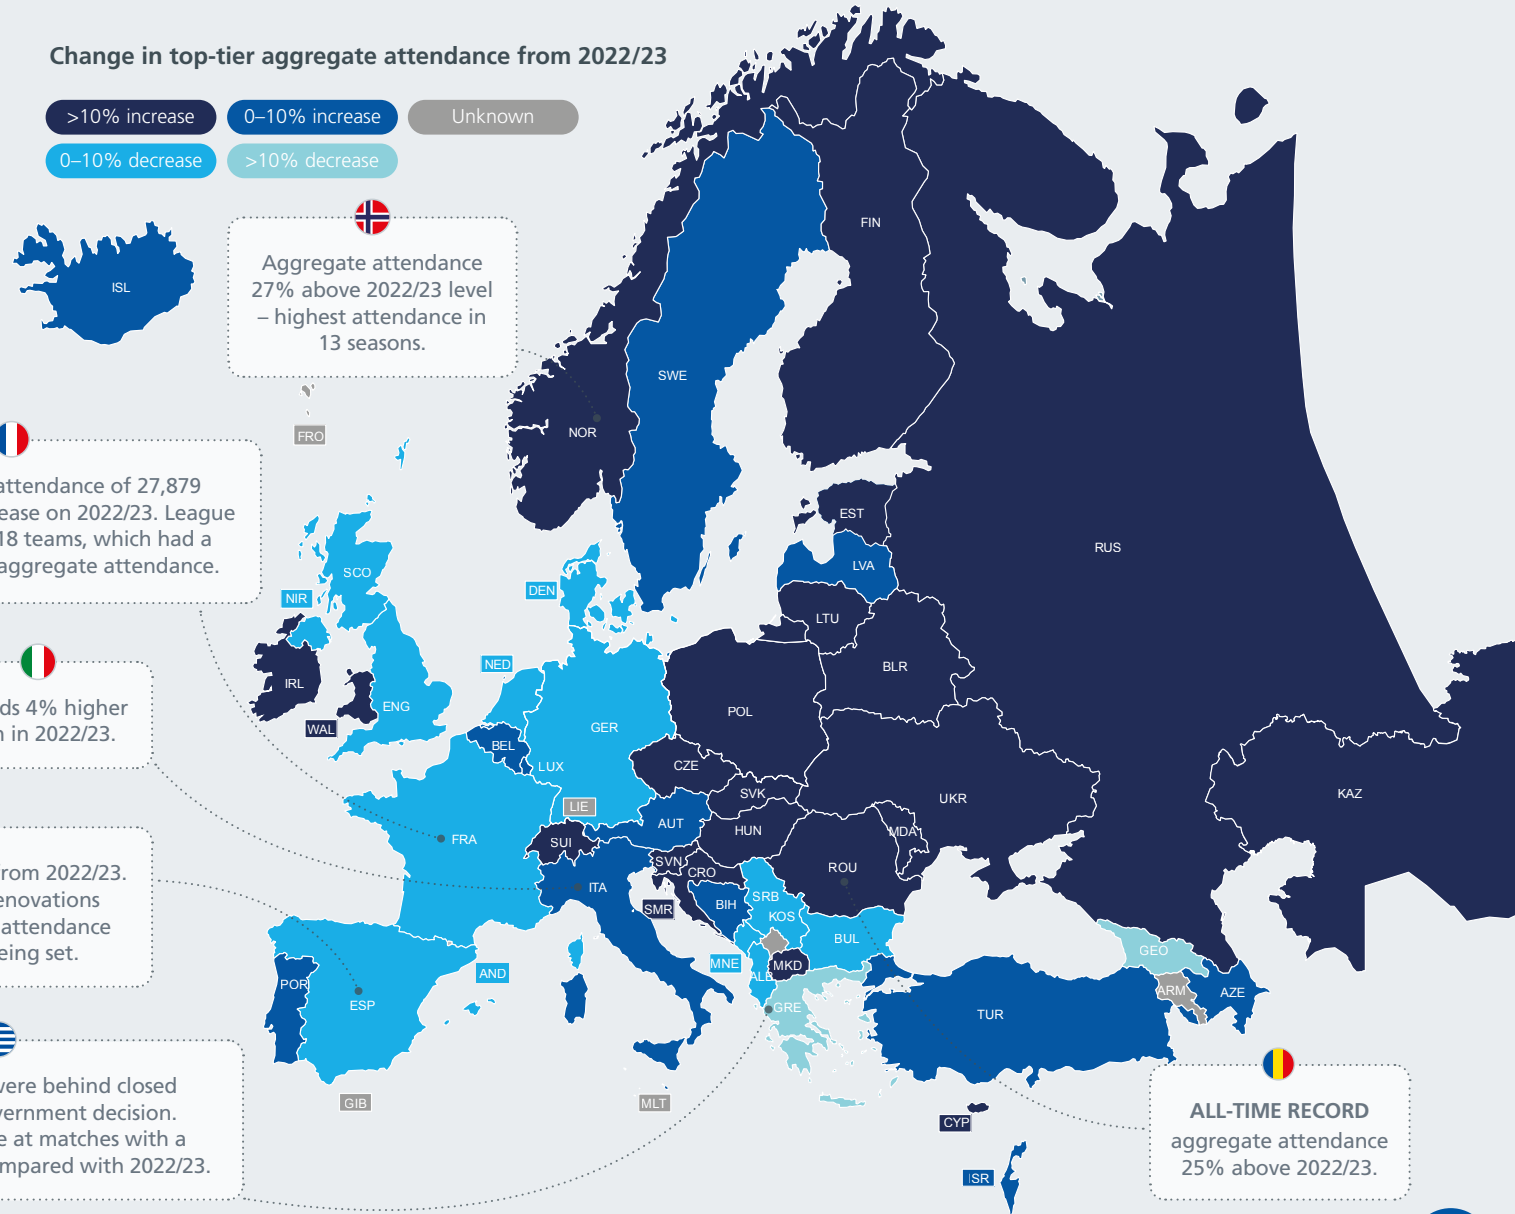 Change in top-tier aggregate attendance from 2022/23
>10% increase
0–10% increase
Unknown
0–10% decrease
>10% decrease
Aggregate attendance
27% above 2022/23 level
– highest attendance in
13 seasons.
attendance of 27,879
ease on 2022/23. League
18 teams, which had a
aggregate attendance.
ds 4% higher
n in 2022/23.
rom 2022/23.
enovations
attendance
eing set.
were behind closed
vernment decision.
e at matches with a
mpared with 2022/23.
ALL-TIME RECORD
aggregate attendance
25% above 2022/23.
ISL
FIN
SWE
NOR
FRO
EST
RUS
LVA
SCO
DEN
NIR
LTU
NED
BLR
IRL
ENG
POL
WAL
GER
BEL
LUX
CZE
SVK
UKR
KAZ
LIE
AUT
HUN
MDA
FRA
SUI
SVN
ROU
CRO
ITA
SRB
BIH
SMR
KOS
BUL
GEO
MNE
MKD
AND
ALB
POR
ARM
AZE
ESP
GRE
TUR
GIB
MLT
CYP
ISR